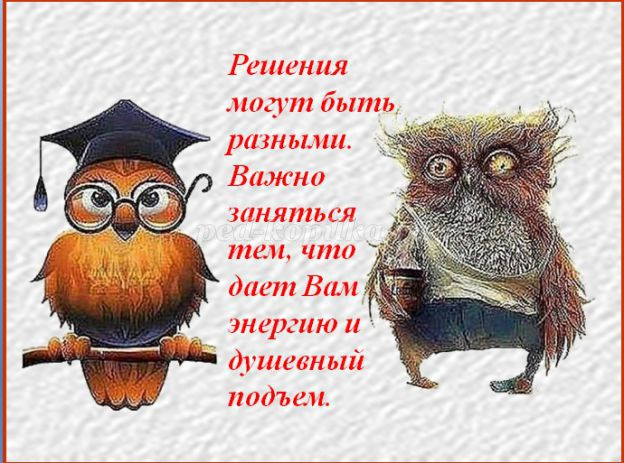 Решения
могут быть
разными.
Важно
заняться
тем, что
дает Вам
энергию и
душевный
подъем.